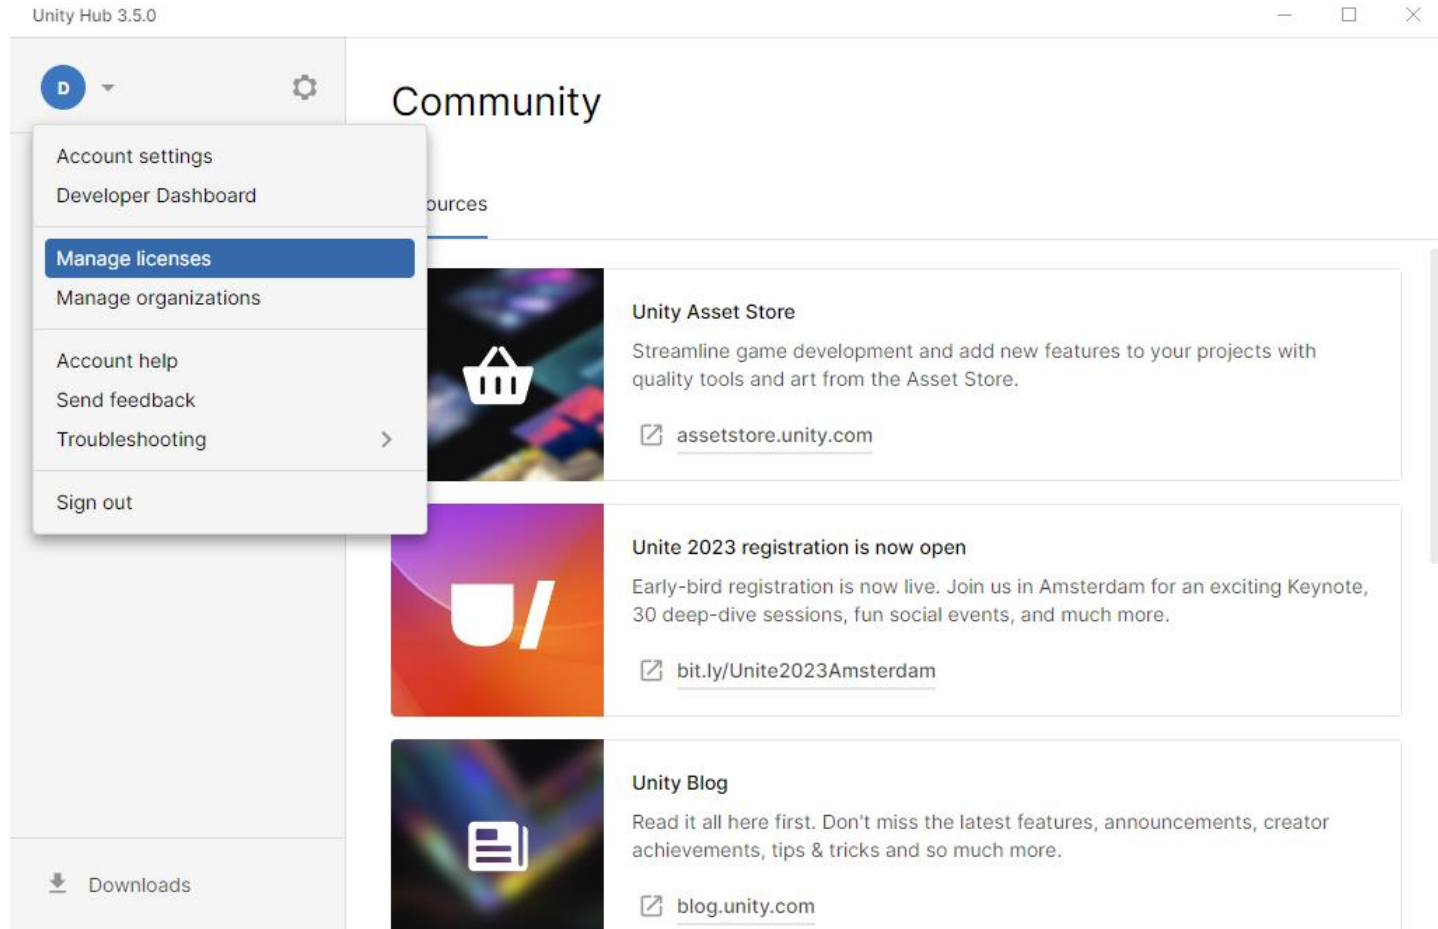 Unity Hub 3.5.0
D
Community
Account settings
Developer Dashboard
ources
Manage licenses
Manage organizations
Account help
Send feedback
Troubleshooting
Sign out
Unity Asset Store
Streamline game development and add new features to your projects with
quality tools and art from the Asset Store.
assetstore.unity.com
U/
Unite 2023 registration is now open
Early-bird registration is now live. Join us in Amsterdam for an exciting Keynote,
30 deep-dive sessions, fun social events, and much more.
bit.ly/Unite2023Amsterdam
Unity Blog
Read it all here first. Don't miss the latest features, announcements, creator
achievements, tips & tricks and so much more.
blog.unity.com
Downloads